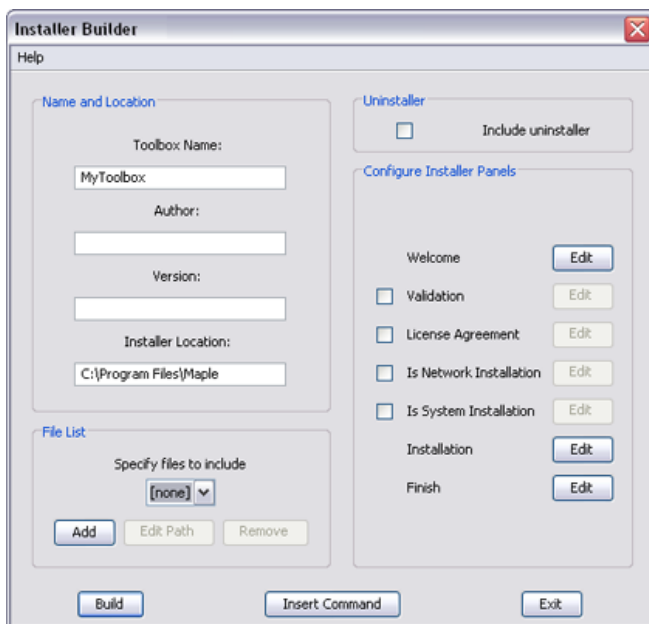 Installer Builder
Help
Name and Location
Toolbox Name:
MyToolbox
Author:
Version:
Installer Location:
C:\Program Files\Maple
File List
Specify files to include
[none]
Add
Edit Path
Remove
Uninstaller
Include uninstaller
Configure Installer Panels
Welcome
Edit
Validation
Edit
License Agreement
Edit
Is Network Installation
Edit
Is System Installation
Edit
Installation
Edit
Finish
Edit
Build
Insert Command
Exit